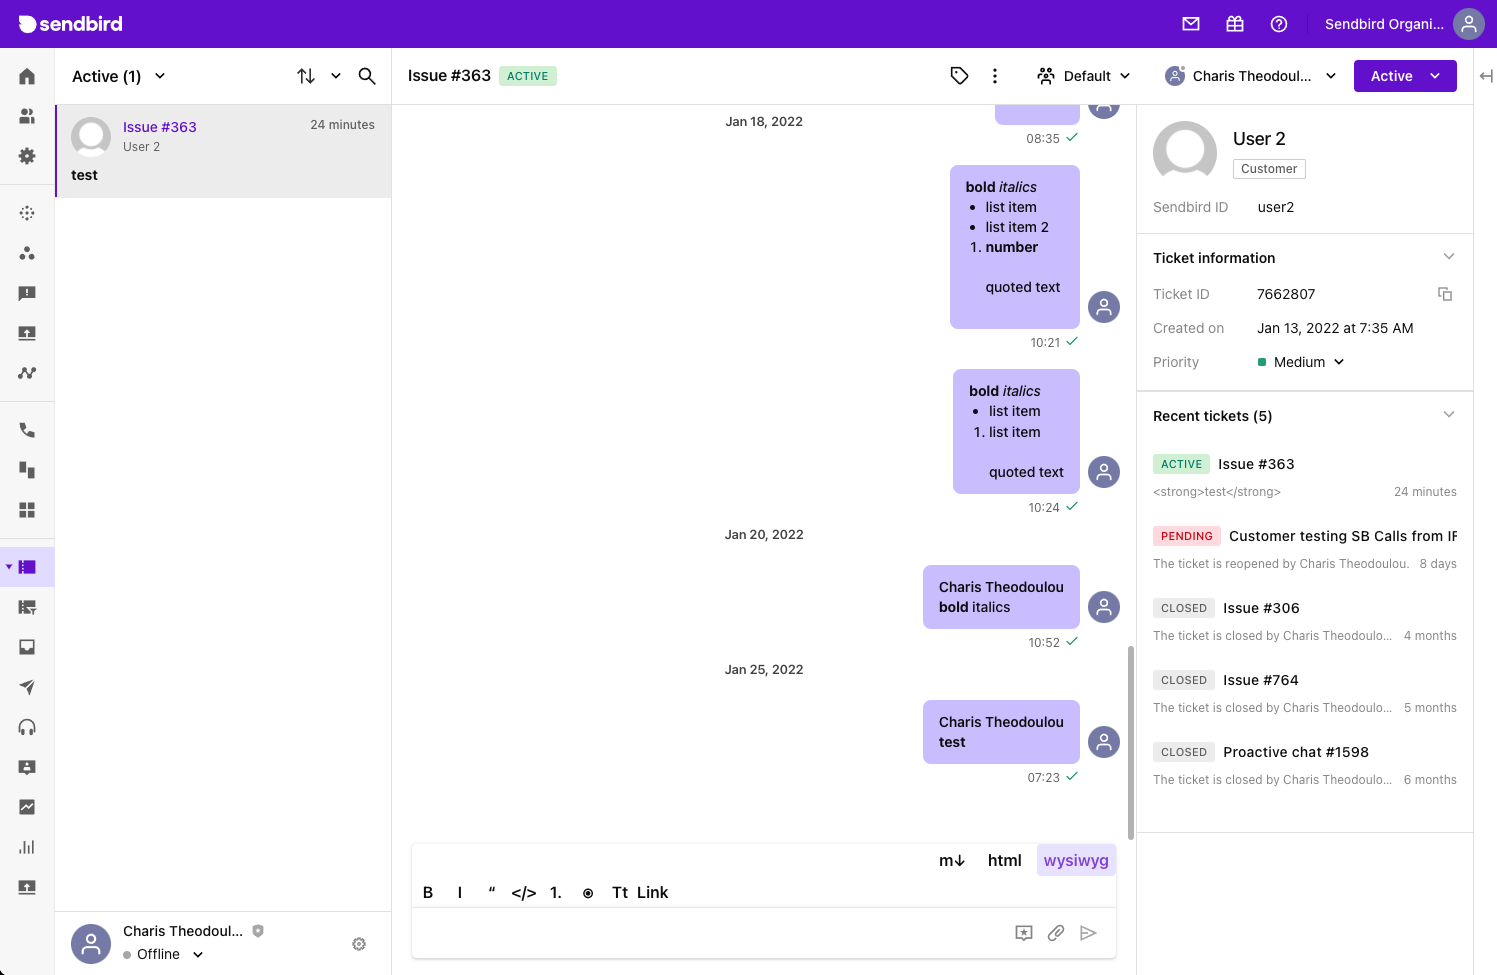 sendbird
Sendbird Organi...
Active (1)
Issue #363
24 minutes
User 2
test
Charis Theodoul...
Offline
Issue #363 ACTIVE
Default
Charis Theodoul...
Active
Jan 18, 2022
08:35
bold italics
• list item
• list item 2
1. number
quoted text
10:21
bold italics
• list item
1. list item
quoted text
10:24
Jan 20, 2022
Charis Theodoulou
bold italics
10:52
Jan 25, 2022
Charis Theodoulou
test
07:23
m↓ html wysiwyg
B I “ </> 1. ◉ Tt Link
User 2
Customer
Sendbird ID user2
Ticket information
Ticket ID 7662807
Created on Jan 13, 2022 at 7:35 AM
Priority Medium
Recent tickets (5)
ACTIVE Issue #363
<strong>test</strong> 24 minutes
PENDING Customer testing SB Calls from IF
The ticket is reopened by Charis Theodoulou. 8 days
CLOSED Issue #306
The ticket is closed by Charis Theodoulo... 4 months
CLOSED Issue #764
The ticket is closed by Charis Theodoulo... 5 months
CLOSED Proactive chat #1598
The ticket is closed by Charis Theodoulo... 6 months